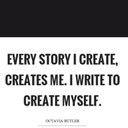 EVERY STORY I CREATE,
CREATES ME. I WRITE TO
CREATE MYSELF.
OCTAVIA BUTLER